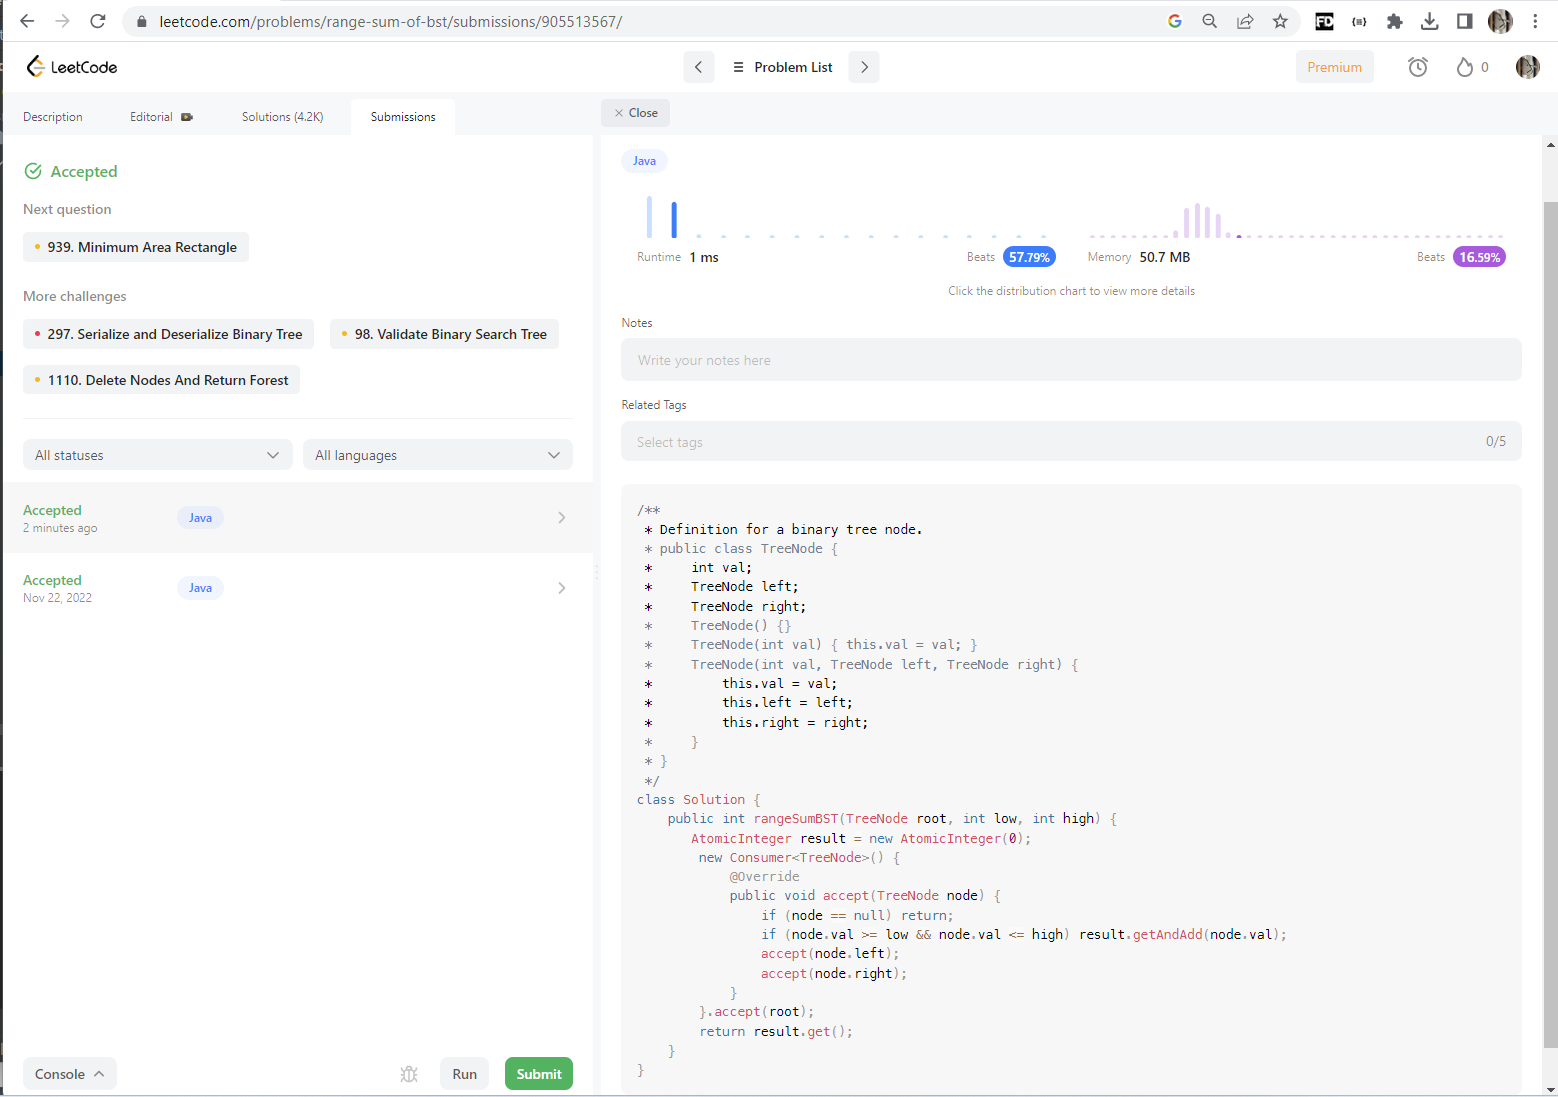 leetcode.com/problems/range-sum-of-bst/submissions/905513567/
LeetCode
Problem List
Premium
0
Description
Editorial
Solutions (4.2K)
Submissions
Close
Accepted
Next question
939. Minimum Area Rectangle
More challenges
297. Serialize and Deserialize Binary Tree
98. Validate Binary Search Tree
1110. Delete Nodes And Return Forest
All statuses
All languages
Accepted
2 minutes ago
Java
Accepted
Nov 22, 2022
Java
Console
Run
Submit
Java
Runtime 1 ms
Beats 57.79%
Memory 50.7 MB
Beats 16.59%
Click the distribution chart to view more details
Notes
Write your notes here
Related Tags
Select tags
0/5
/**
 * Definition for a binary tree node.
 * public class TreeNode {
 *     int val;
 *     TreeNode left;
 *     TreeNode right;
 *     TreeNode() {}
 *     TreeNode(int val) { this.val = val; }
 *     TreeNode(int val, TreeNode left, TreeNode right) {
 *         this.val = val;
 *         this.left = left;
 *         this.right = right;
 *     }
 * }
 */
class Solution {
    public int rangeSumBST(TreeNode root, int low, int high) {
       AtomicInteger result = new AtomicInteger(0);
        new Consumer<TreeNode>() {
            @Override
            public void accept(TreeNode node) {
                if (node == null) return;
                if (node.val >= low && node.val <= high) result.getAndAdd(node.val);
                accept(node.left);
                accept(node.right);
            }
        }.accept(root);
        return result.get();
    }
}